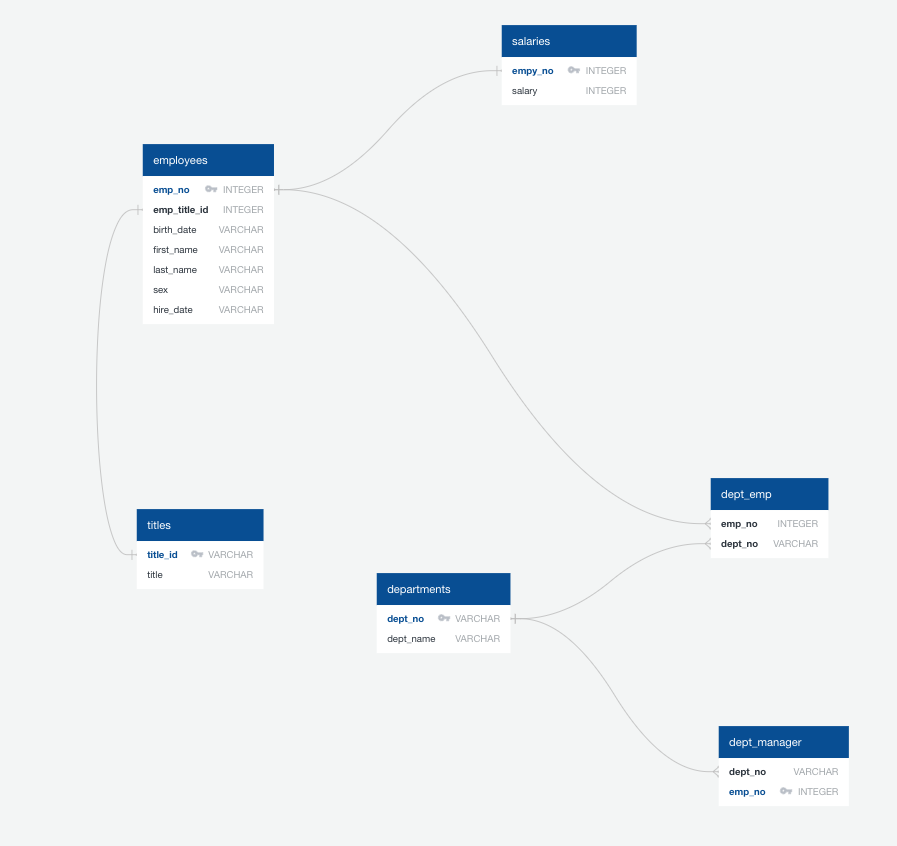 salaries
empy_no INTEGER
salary INTEGER
employees
emp_no INTEGER
emp_title_id INTEGER
birth_date VARCHAR
first_name VARCHAR
last_name VARCHAR
sex VARCHAR
hire_date VARCHAR
titles
title_id VARCHAR
title VARCHAR
departments
dept_no VARCHAR
dept_name VARCHAR
dept_emp
emp_no INTEGER
dept_no VARCHAR
dept_manager
dept_no VARCHAR
emp_no INTEGER